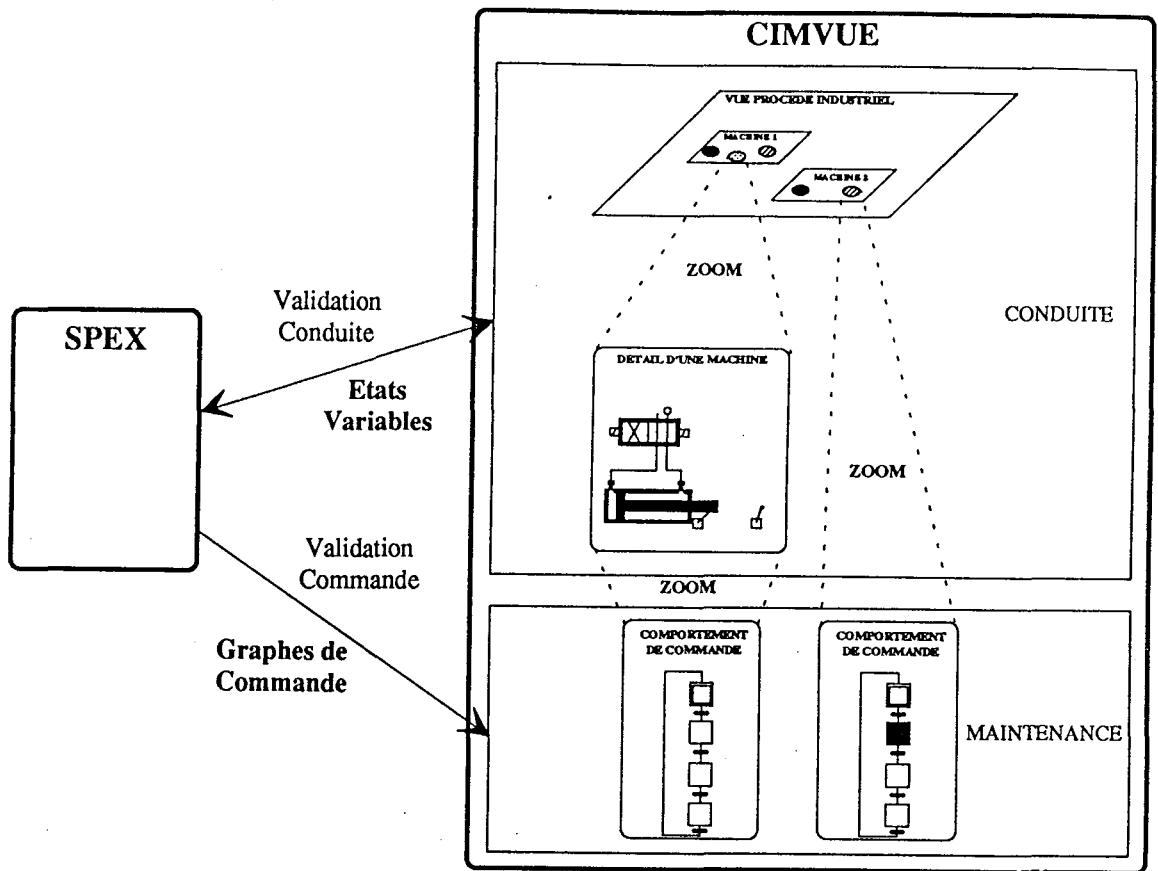 CIMVUE
VUE PROCEDE INDUSTRIEL
MACHINE 1
MACHINE 2
ZOOM
Validation
Conduite
CONDUITE
SPEX
DETAIL D'UNE MACHINE
Etats
Variables
ZOOM
Validation
Commande
ZOOM
COMPORTEMENT
DE COMMANDE
COMPORTEMENT
DE COMMANDE
Graphes de
Commande
MAINTENANCE